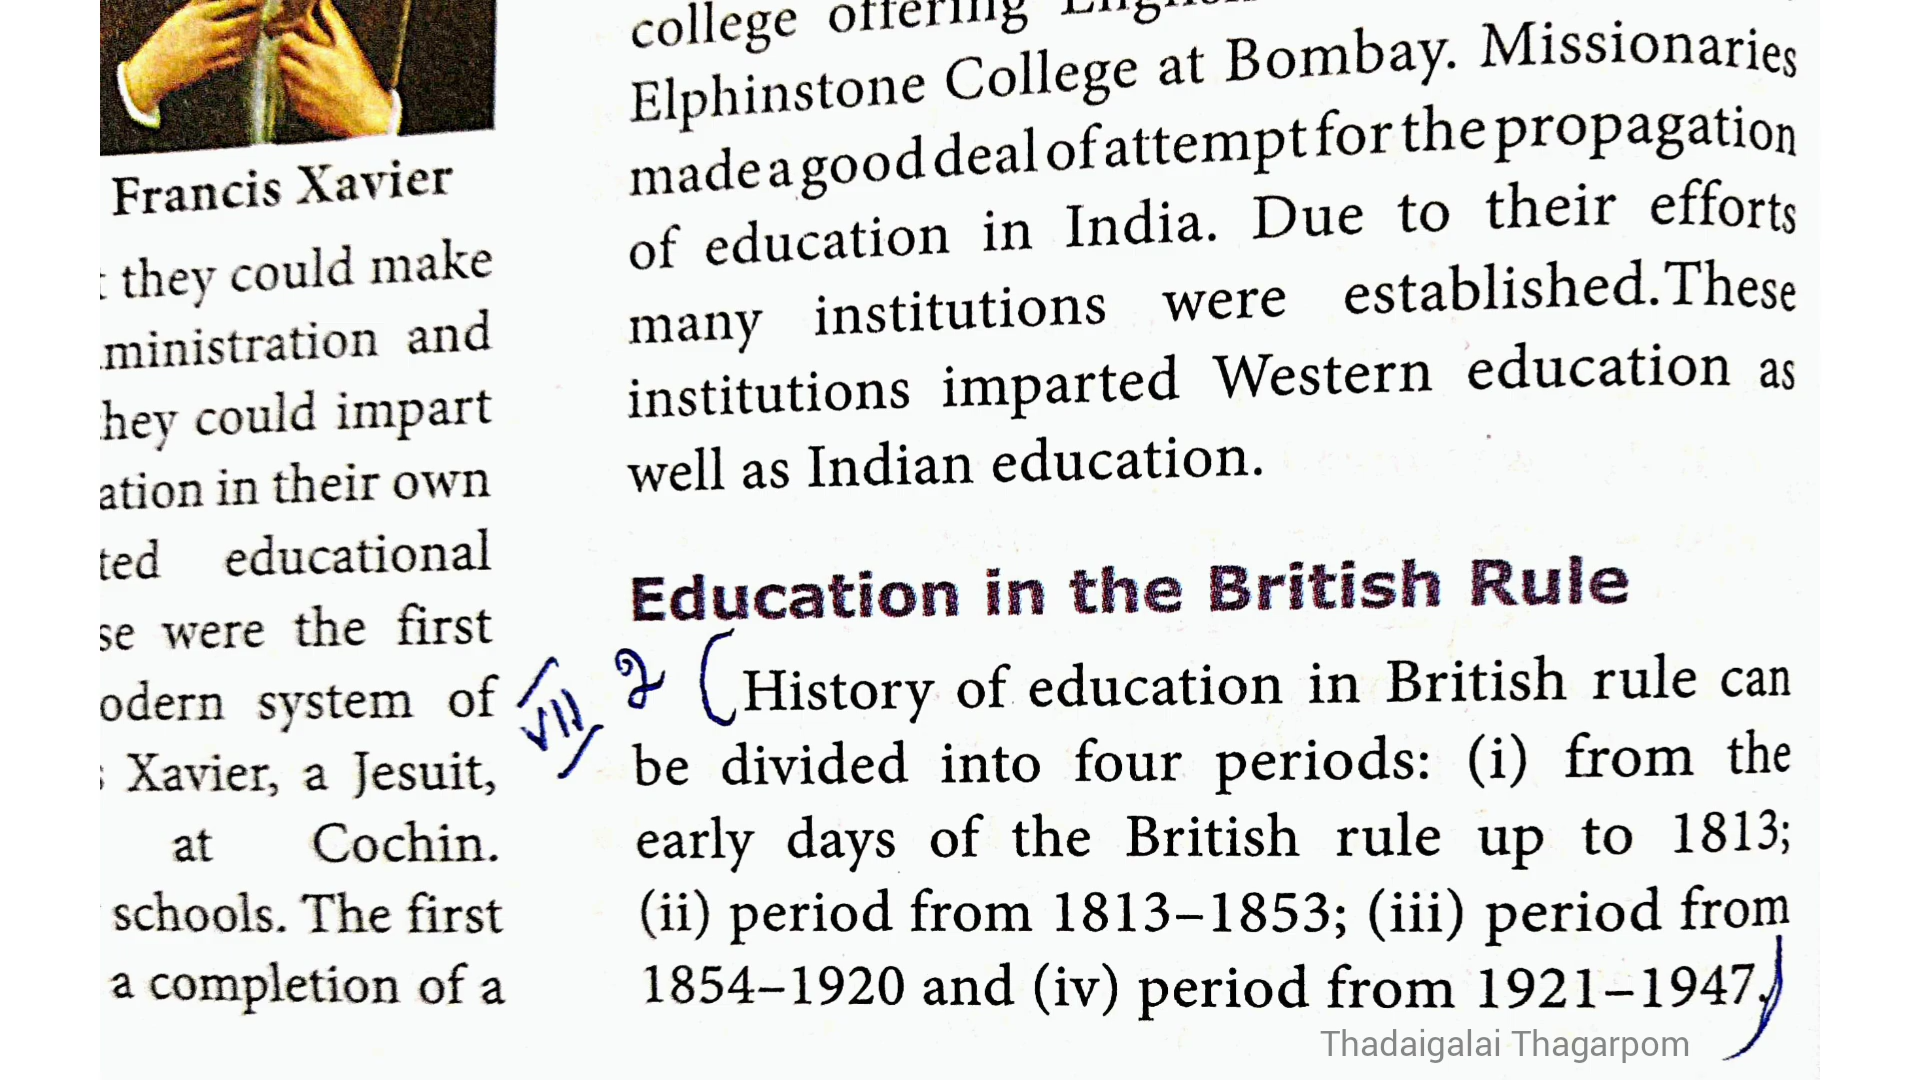 Francis Xavier
they could make
ministration and
hey could impart
ation in their own
ted educational
se were the first
odern system of
Xavier, a Jesuit,
at Cochin.
schools. The first
a completion of a
college offering
Elphinstone College at Bombay. Missionaries
made a good deal of attempt for the propagation
of education in India. Due to their efforts
many institutions were established.These
institutions imparted Western education as
well as Indian education.
Education in the British Rule
VII 2 (History of education in British rule can
be divided into four periods: (i) from the
early days of the British rule up to 1813;
(ii) period from 1813–1853; (iii) period from
1854–1920 and (iv) period from 1921–1947.)
Thadaigalai Thagarpom